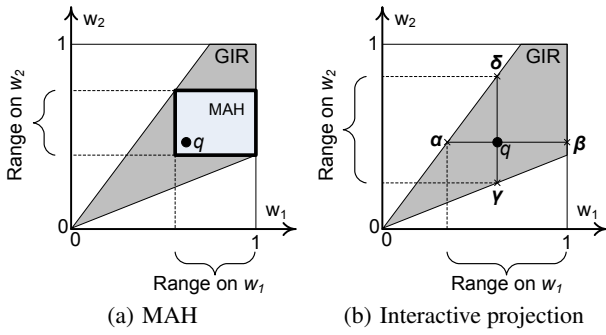 w2
1
GIR
Range on w2
MAH
q
0
0
1
w1
Range on w1
(a) MAH
w2
1
δ
GIR
Range on w2
α
q
β
γ
0
0
1
w1
Range on w1
(b) Interactive projection